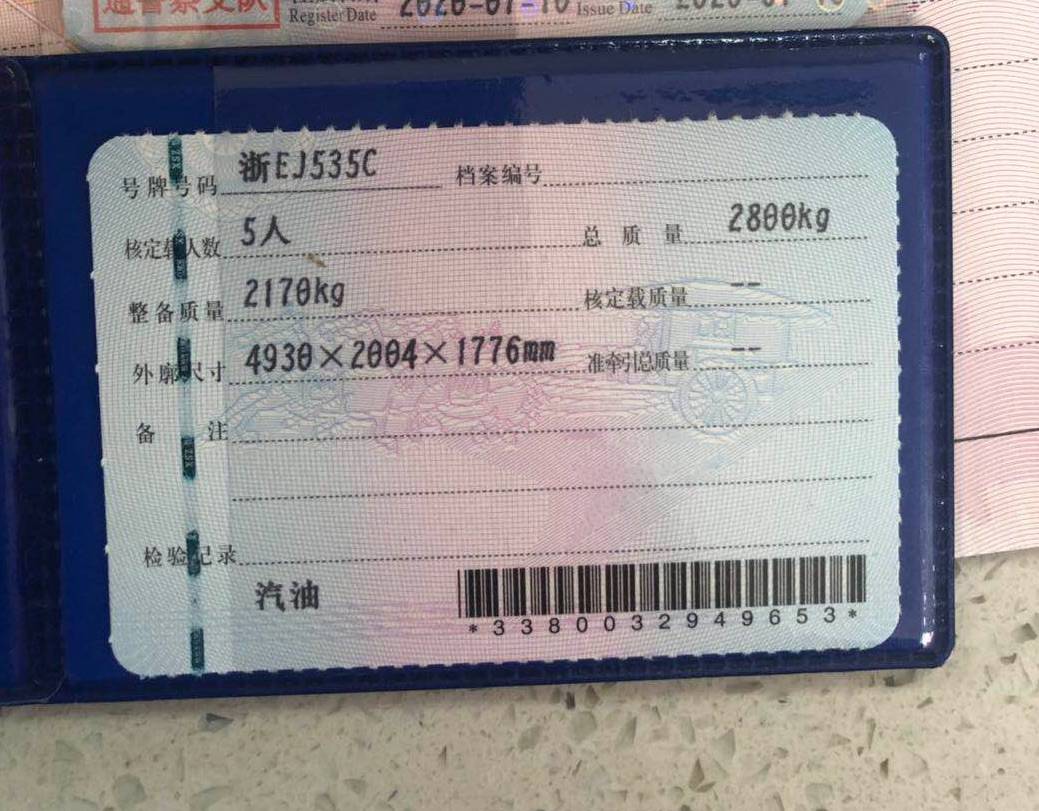 Register Date 2020-07-10 Issue Date
号牌号码 浙EJ535C 档案编号
核定载人数 5人 总质量 2800kg
整备质量 2170kg 核定载质量 --
外廓尺寸 4930×2004×1776mm 准牵引总质量 --
备注
检验记录
汽油
*3380032949653*